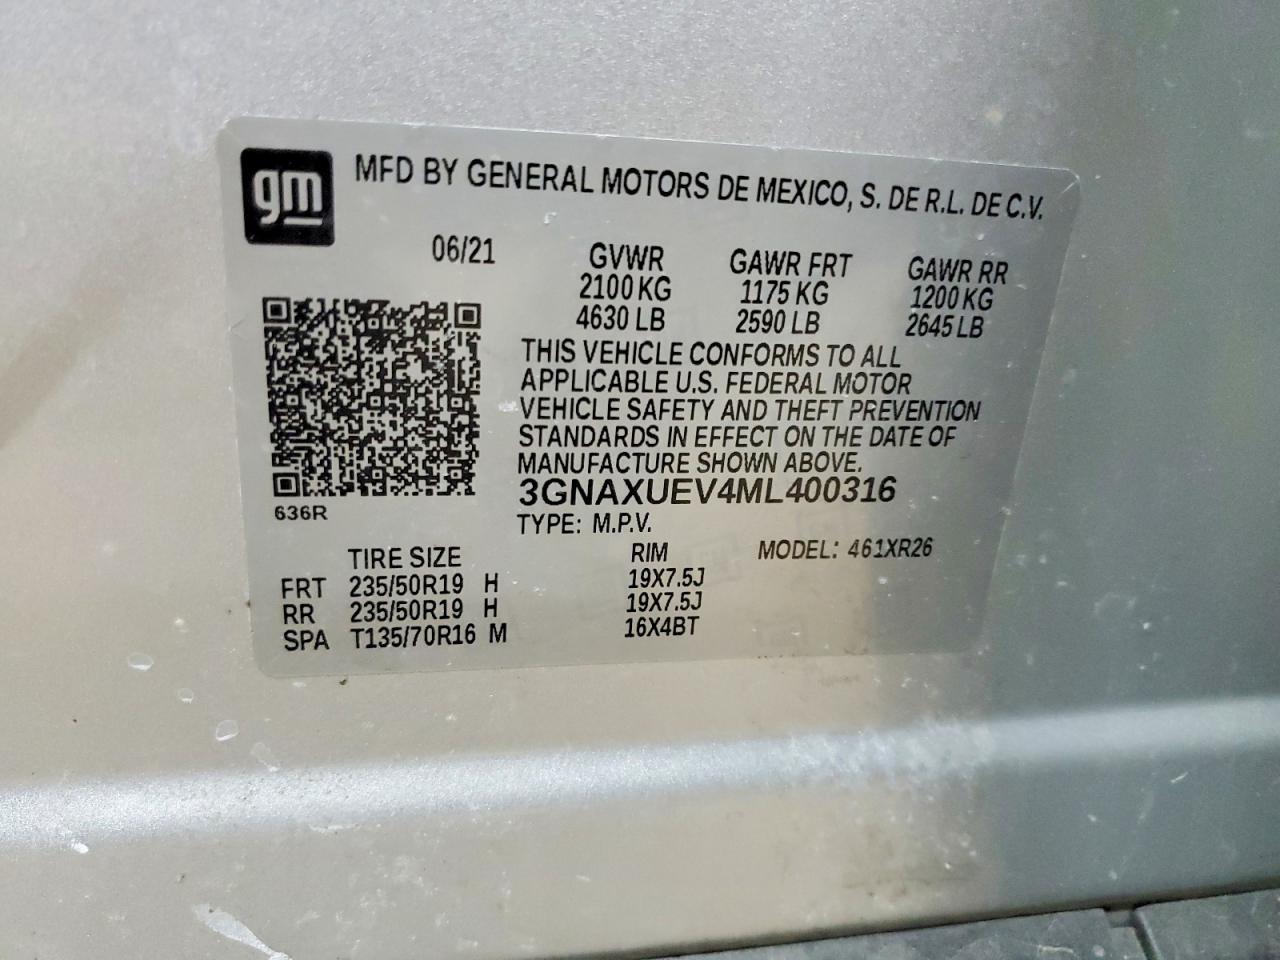 gm MFD BY GENERAL MOTORS DE MEXICO, S. DE R.L. DE C.V.
06/21 GVWR GAWR FRT GAWR RR
2100 KG 1175 KG 1200 KG
4630 LB 2590 LB 2645 LB
THIS VEHICLE CONFORMS TO ALL
APPLICABLE U.S. FEDERAL MOTOR
VEHICLE SAFETY AND THEFT PREVENTION
STANDARDS IN EFFECT ON THE DATE OF
MANUFACTURE SHOWN ABOVE.
3GNAXUEV4ML400316
636R
TYPE: M.P.V.
TIRE SIZE RIM MODEL: 461XR26
FRT 235/50R19 H 19X7.5J
RR 235/50R19 H 19X7.5J
SPA T135/70R16 M 16X4BT